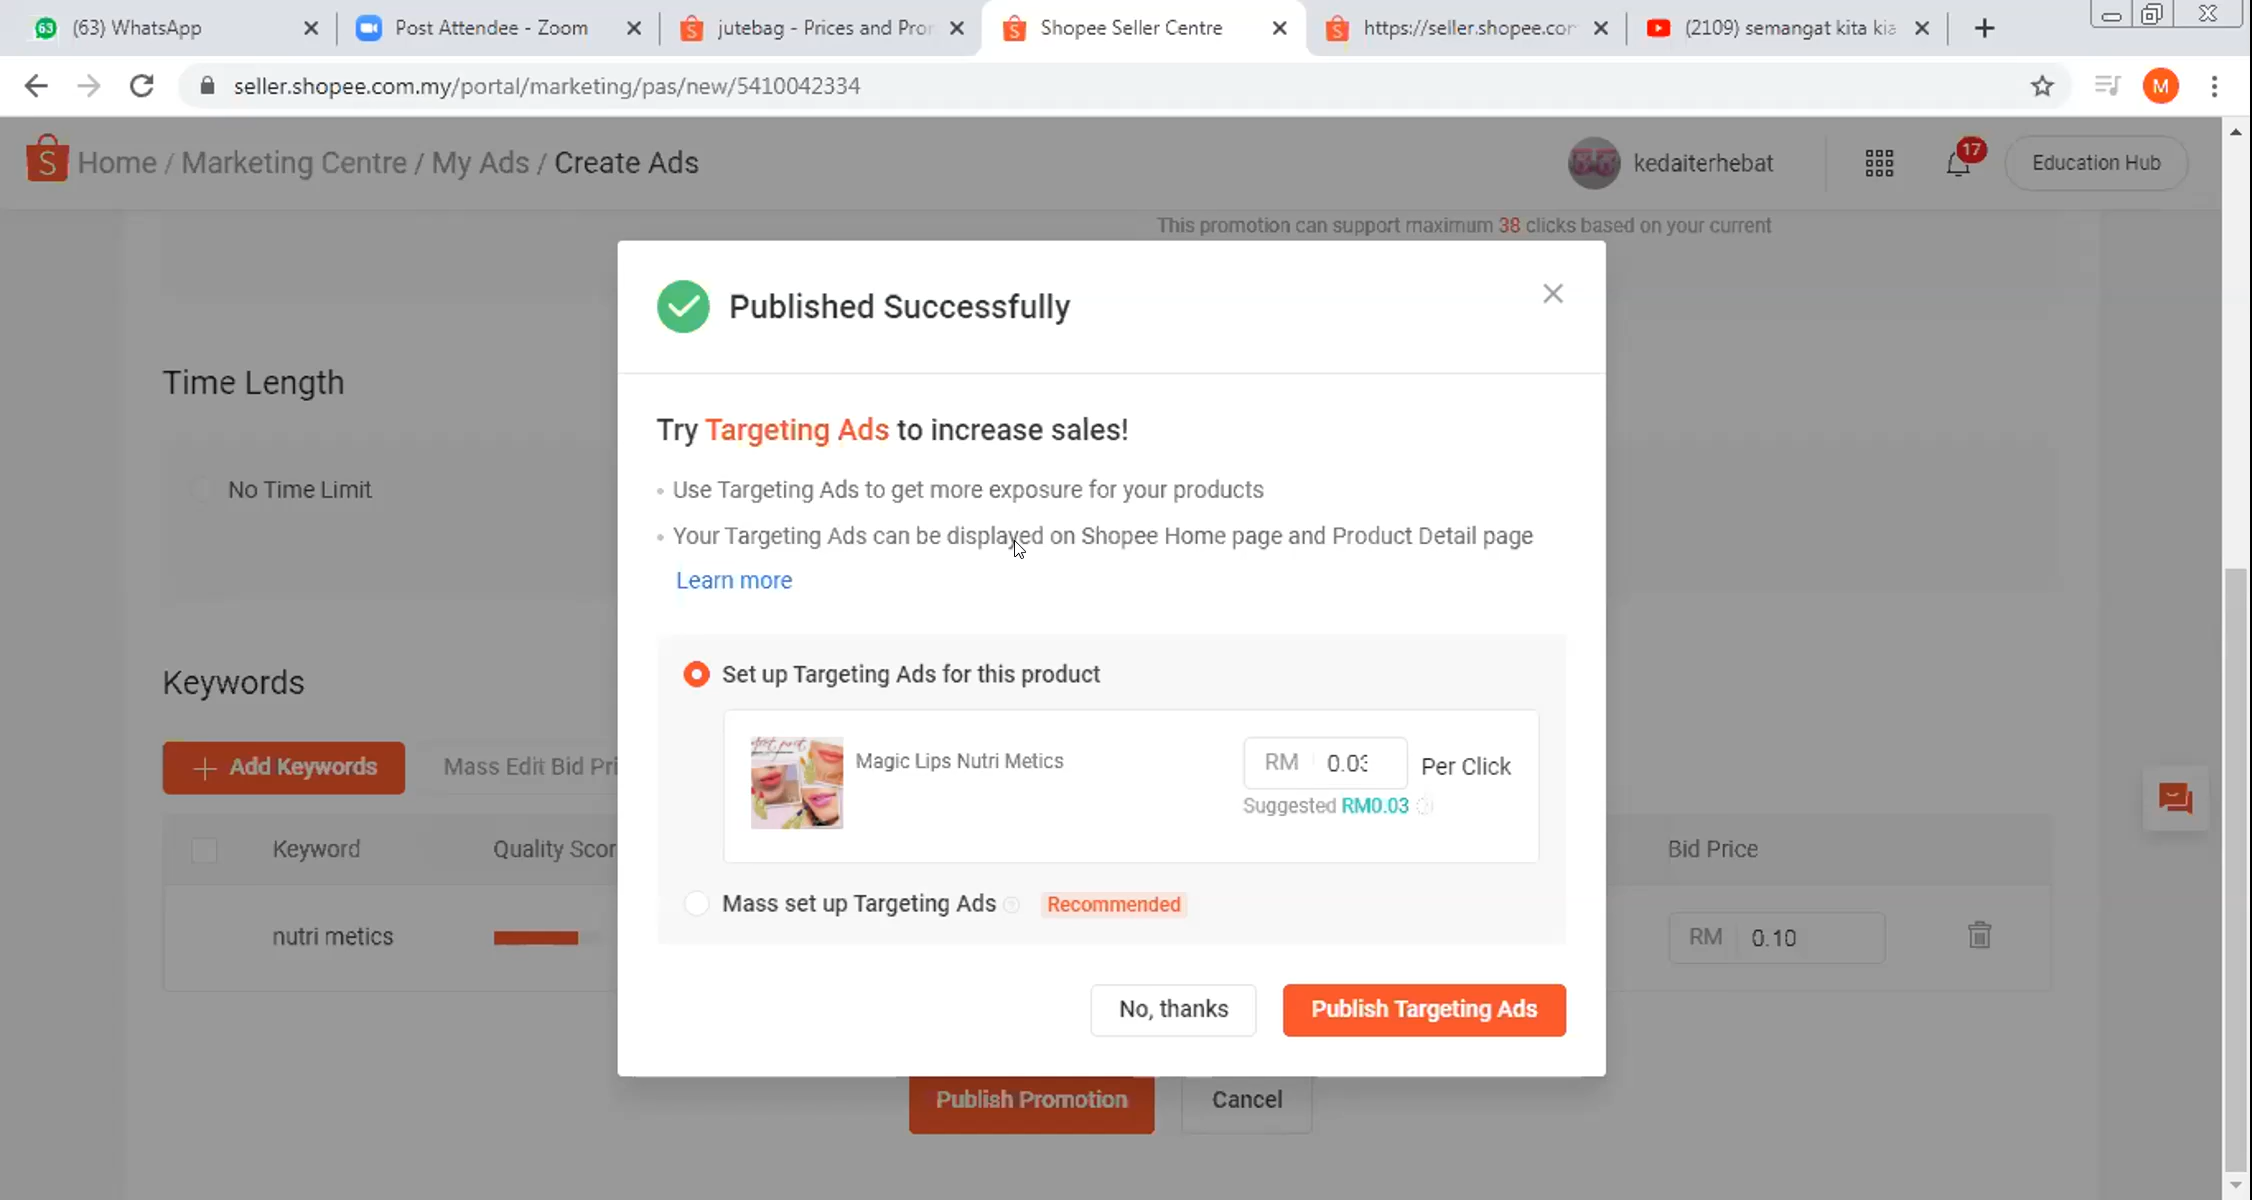 63
(63) WhatsApp
Post Attendee - Zoom
jutebag - Prices and Pror
Shopee Seller Centre
https://seller.shopee.cor
(2109) semangat kita kia
seller.shopee.com.my/portal/marketing/pas/new/5410042334
M
Home / Marketing Centre / My Ads / Create Ads
kedaiterhebat
17
Education Hub
This promotion can support maximum 38 clicks based on your current
Published Successfully
Time Length
Try Targeting Ads to increase sales!
No Time Limit
Use Targeting Ads to get more exposure for your products
Your Targeting Ads can be displayed on Shopee Home page and Product Detail page
Learn more
Set up Targeting Ads for this product
Keywords
Magic Lips Nutri Metics
RM 0.03 Per Click
Suggested RM0.03
+ Add Keywords
Mass Edit Bid Pri
Keyword
Quality Scor
Bid Price
Mass set up Targeting Ads
Recommended
nutri metics
RM 0.10
No, thanks
Publish Targeting Ads
Publish Promotion
Cancel